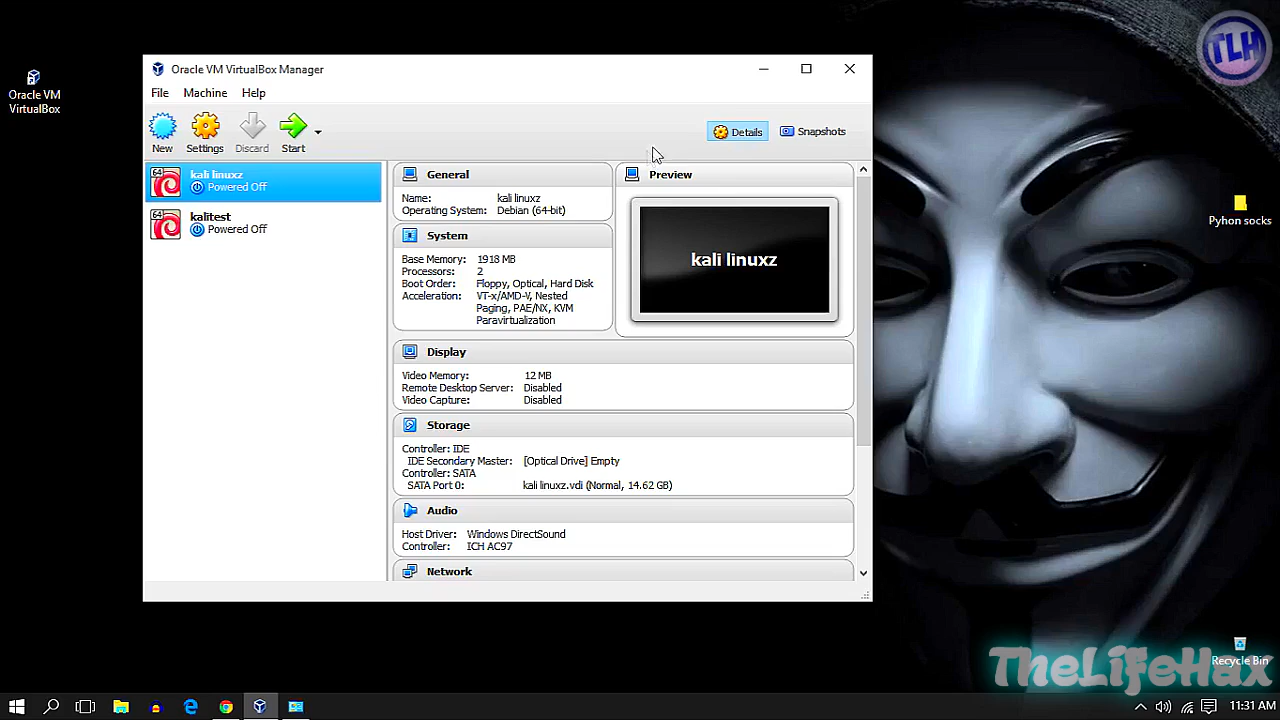 TLH
Oracle VM
VirtualBox
Oracle VM VirtualBox Manager
File Machine Help
New Settings Discard Start
Details Snapshots
64 kali linuxz
Powered Off
64 kalitest
Powered Off
General
Name: kali linuxz
Operating System: Debian (64-bit)
System
Base Memory: 1918 MB
Processors: 2
Boot Order: Floppy, Optical, Hard Disk
Acceleration: VT-x/AMD-V, Nested
Paging, PAE/NX, KVM
Paravirtualization
Preview
kali linuxz
Display
Video Memory: 12 MB
Remote Desktop Server: Disabled
Video Capture: Disabled
Storage
Controller: IDE
IDE Secondary Master: [Optical Drive] Empty
Controller: SATA
SATA Port 0: kali linuxz.vdi (Normal, 14.62 GB)
Audio
Host Driver: Windows DirectSound
Controller: ICH AC97
Network
Pyhon socks
Recycle Bin
TheLifeHax
11:31 AM